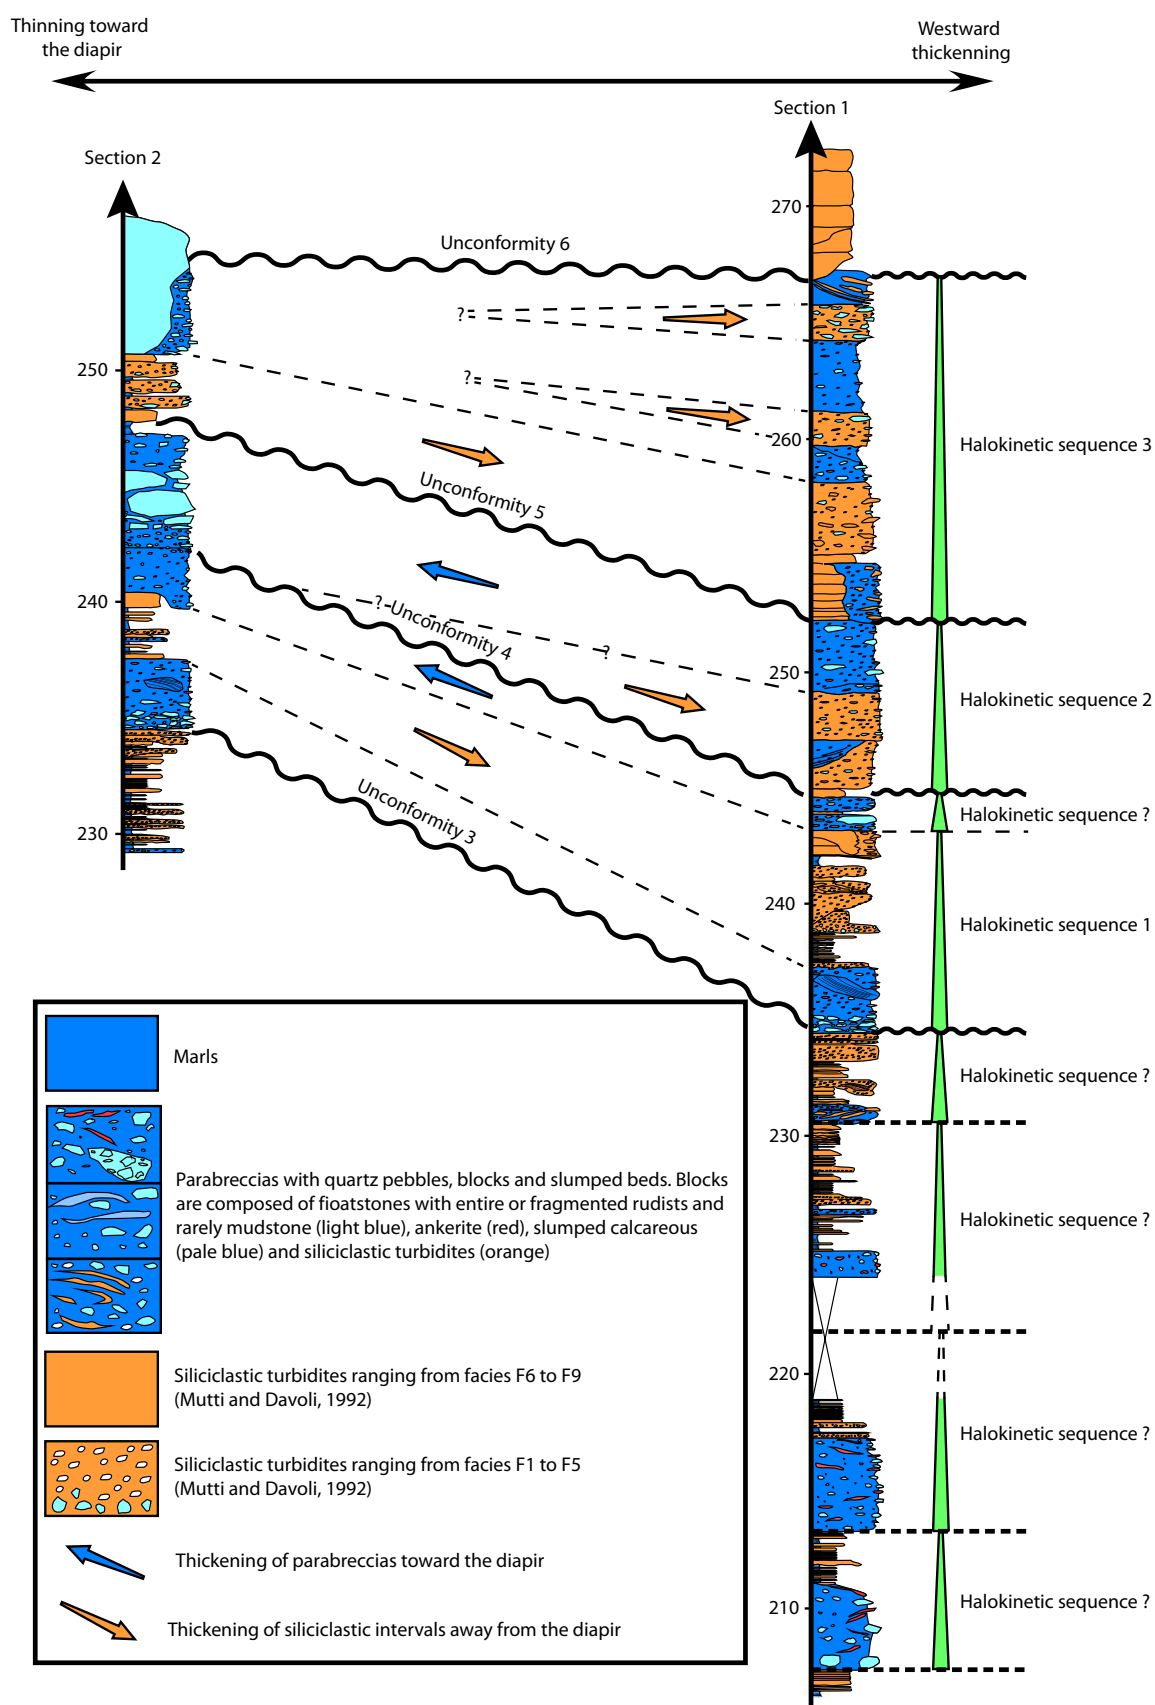 Thinning toward
the diapir
Westward
thickenning
Section 1
Section 2
270
Unconformity 6
?
250
?
260
Halokinetic sequence 3
Unconformity 5
240
?
Unconformity 4
?
250
Halokinetic sequence 2
Unconformity 3
Halokinetic sequence ?
230
240
Halokinetic sequence 1
Marls
Halokinetic sequence ?
230
Parabreccias with quartz pebbles, blocks and slumped beds. Blocks
are composed of fioatstones with entire or fragmented rudists and
rarely mudstone (light blue), ankerite (red), slumped calcareous
(pale blue) and siliciclastic turbidites (orange)
Halokinetic sequence ?
220
Siliciclastic turbidites ranging from facies F6 to F9
(Mutti and Davoli, 1992)
Halokinetic sequence ?
Siliciclastic turbidites ranging from facies F1 to F5
(Mutti and Davoli, 1992)
Thickening of parabreccias toward the diapir
210
Halokinetic sequence ?
Thickening of siliciclastic intervals away from the diapir